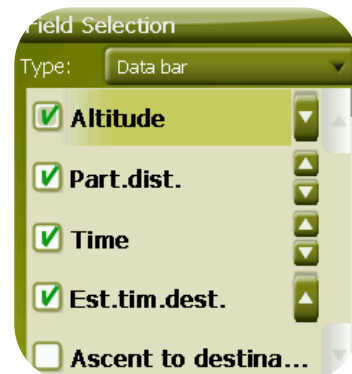 Field Selection
Type: Data bar
Altitude
Part.dist.
Time
Est.tim.dest.
Ascent to destina...